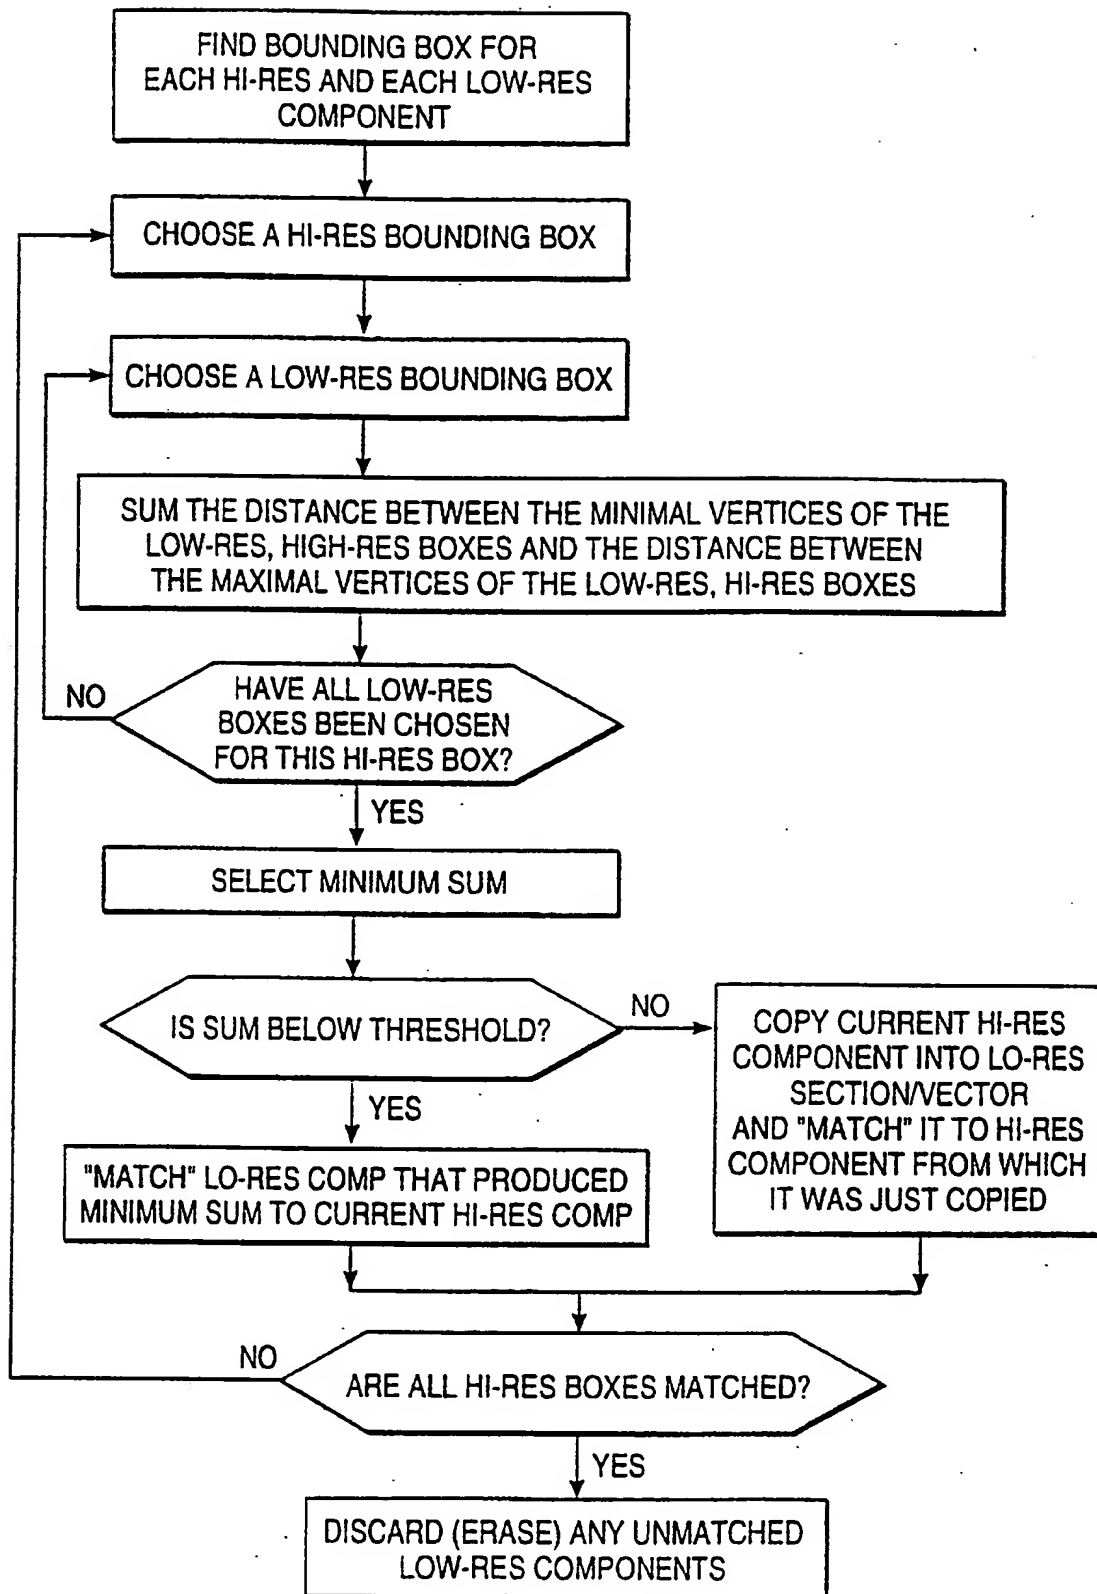 FIND BOUNDING BOX FOR
EACH HI-RES AND EACH LOW-RES
COMPONENT
CHOOSE A HI-RES BOUNDING BOX
CHOOSE A LOW-RES BOUNDING BOX
SUM THE DISTANCE BETWEEN THE MINIMAL VERTICES OF THE
LOW-RES, HIGH-RES BOXES AND THE DISTANCE BETWEEN
THE MAXIMAL VERTICES OF THE LOW-RES, HI-RES BOXES
NO
HAVE ALL LOW-RES
BOXES BEEN CHOSEN
FOR THIS HI-RES BOX?
YES
SELECT MINIMUM SUM
IS SUM BELOW THRESHOLD?
NO
COPY CURRENT HI-RES
COMPONENT INTO LO-RES
SECTION/VECTOR
AND "MATCH" IT TO HI-RES
COMPONENT FROM WHICH
IT WAS JUST COPIED
YES
"MATCH" LO-RES COMP THAT PRODUCED
MINIMUM SUM TO CURRENT HI-RES COMP
NO
ARE ALL HI-RES BOXES MATCHED?
YES
DISCARD (ERASE) ANY UNMATCHED
LOW-RES COMPONENTS